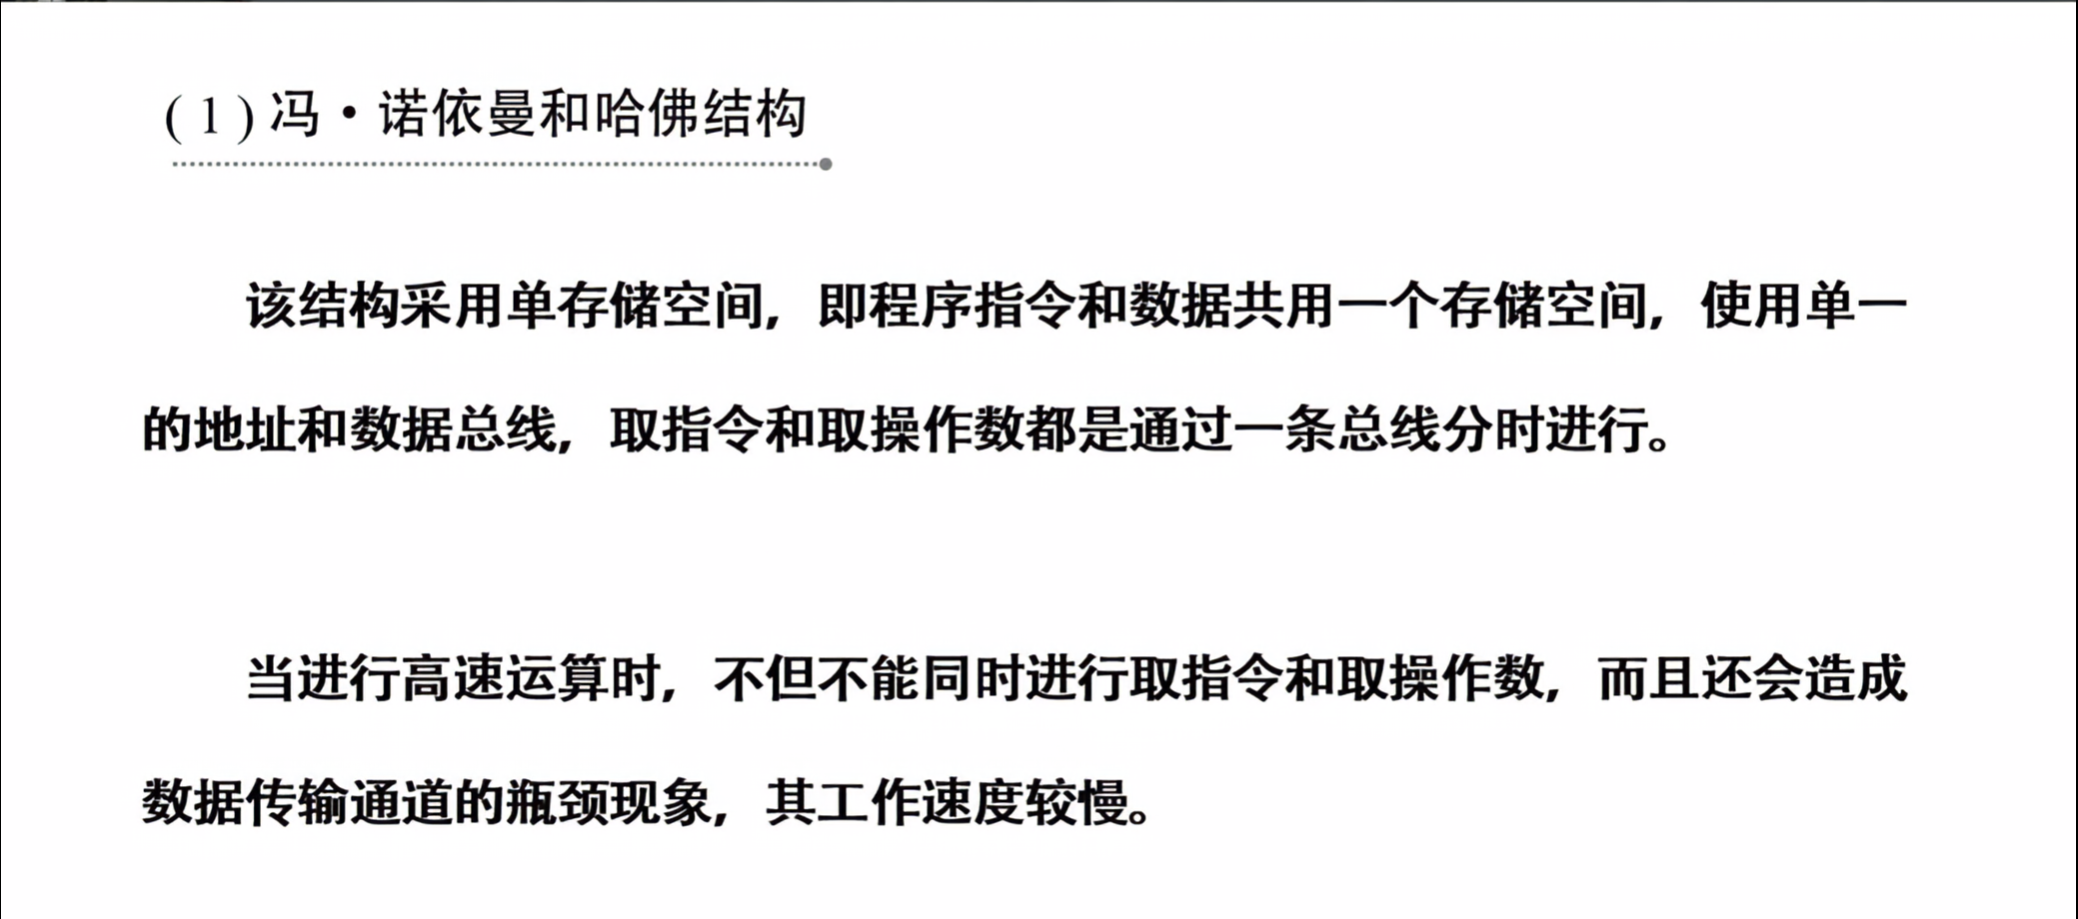 (1)冯·诺依曼和哈佛结构
该结构采用单存储空间，即程序指令和数据共用一个存储空间，使用单一
的地址和数据总线，取指令和取操作数都是通过一条总线分时进行。
当进行高速运算时，不但不能同时进行取指令和取操作数，而且还会造成
数据传输通道的瓶颈现象，其工作速度较慢。